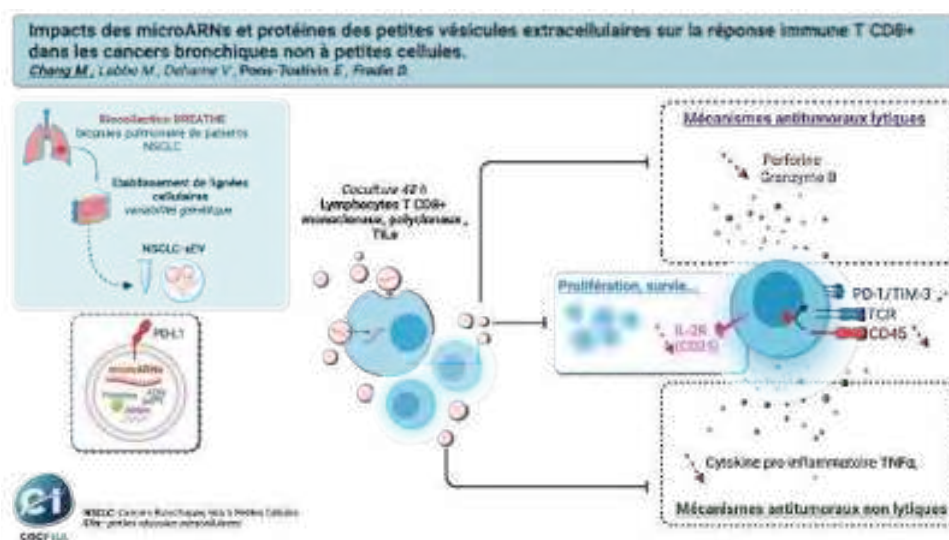 Impacts des microARNs et protéines des petites vésicules extracellulaires sur la réponse immune T CD8+
dans les cancers bronchiques non à petites cellules.
Chang M, Labbe M, Dehame V, Pons-Tostivin E, Fradin D.
Biocollection BREATHE
biopsies pulmonaire de patients
NSCLC
Etablissement de lignées
cellulaires
variabilité génétique
NSCLC-sEV
PD-L1
microARNs
Coculture 48 h
Lymphocytes T CD8+
monoclonaux, polyclonaux,
TILs
Mécanismes antitumoraux lytiques
Perforine
Granzyme B
Prolifération, survie...
IL-2R
PD-1/TIM-3
TCR
CD45
Cytokine pro-inflammatoire TNFα,
Mécanismes antitumoraux non lytiques
NSCLC: Cancers Bronchiques Non à Petites Cellules